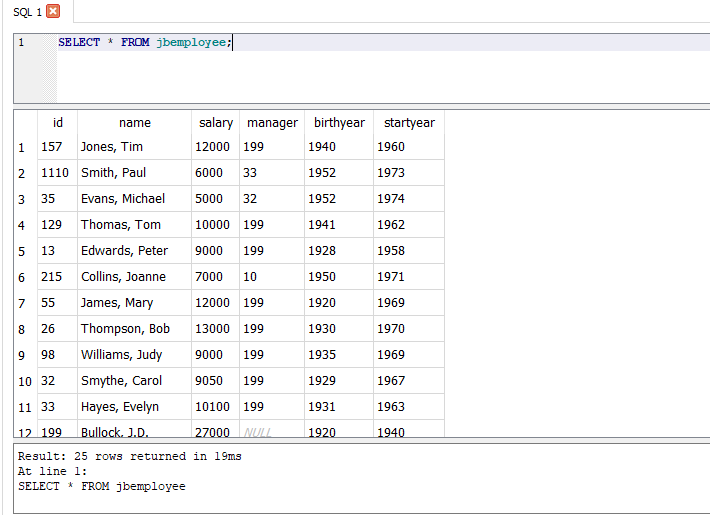 SQL 1
1 SELECT * FROM jbemployee;
id name salary manager birthyear startyear
1 157 Jones, Tim 12000 199 1940 1960
2 1110 Smith, Paul 6000 33 1952 1973
3 35 Evans, Michael 5000 32 1952 1974
4 129 Thomas, Tom 10000 199 1941 1962
5 13 Edwards, Peter 9000 199 1928 1958
6 215 Collins, Joanne 7000 10 1950 1971
7 55 James, Mary 12000 199 1920 1969
8 26 Thompson, Bob 13000 199 1930 1970
9 98 Williams, Judy 9000 199 1935 1969
10 32 Smythe, Carol 9050 199 1929 1967
11 33 Hayes, Evelyn 10100 199 1931 1963
12 199 Bullock, J.D. 27000 NULL 1920 1940
Result: 25 rows returned in 19ms
At line 1:
SELECT * FROM jbemployee